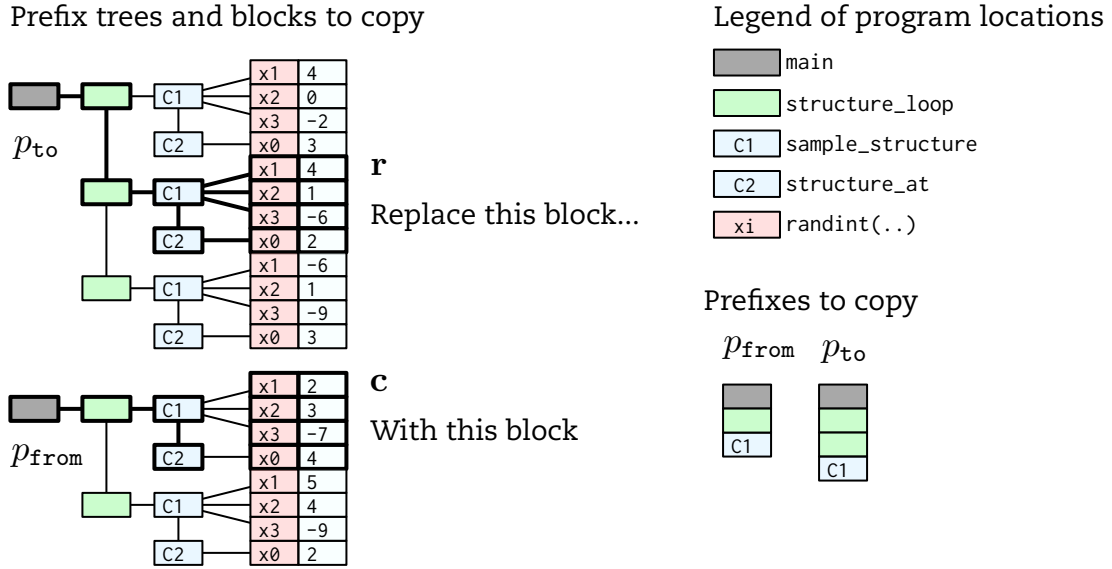 Prefix trees and blocks to copy
p_to
C1
C2
x1 4
x2 0
x3 -2
x0 3
C1
C2
x1 4
x2 1
x3 -6
x0 2
r
Replace this block...
C1
C2
x1 -6
x2 1
x3 -9
x0 3
p_from
C1
C2
x1 2
x2 3
x3 -7
x0 4
c
With this block
C1
C2
x1 5
x2 4
x3 -9
x0 2
Legend of program locations
main
structure_loop
C1 sample_structure
C2 structure_at
xi randint(..)
Prefixes to copy
p_from p_to
C1
C1